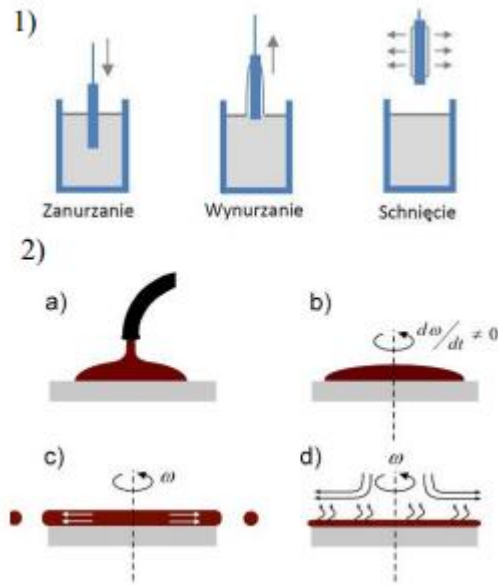 1)
Zanurzanie
Wynurzanie
Schnięcie
2)
a)
b)
dω/dt ≠ 0
c)
ω
d)
ω